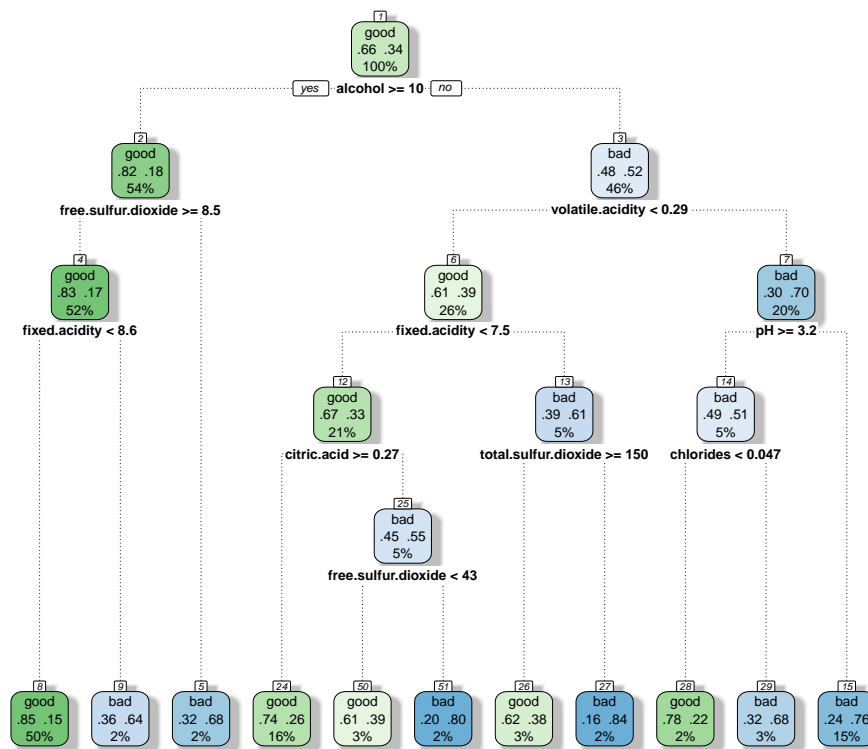 1
good
.66 .34
100%
yes alcohol >= 10 no
2
good
.82 .18
54%
free.sulfur.dioxide >= 8.5
3
bad
.48 .52
46%
volatile.acidity < 0.29
4
good
.83 .17
52%
fixed.acidity < 8.6
6
good
.61 .39
26%
fixed.acidity < 7.5
7
bad
.30 .70
20%
pH >= 3.2
12
good
.67 .33
21%
citric.acid >= 0.27
13
bad
.39 .61
5%
total.sulfur.dioxide >= 150
14
bad
.49 .51
5%
chlorides < 0.047
25
bad
.45 .55
5%
free.sulfur.dioxide < 43
8
good
.85 .15
50%
9
bad
.36 .64
2%
5
bad
.32 .68
2%
24
good
.74 .26
16%
50
good
.61 .39
3%
51
bad
.20 .80
2%
26
good
.62 .38
3%
27
bad
.16 .84
2%
28
good
.78 .22
2%
29
bad
.32 .68
3%
15
bad
.24 .76
15%